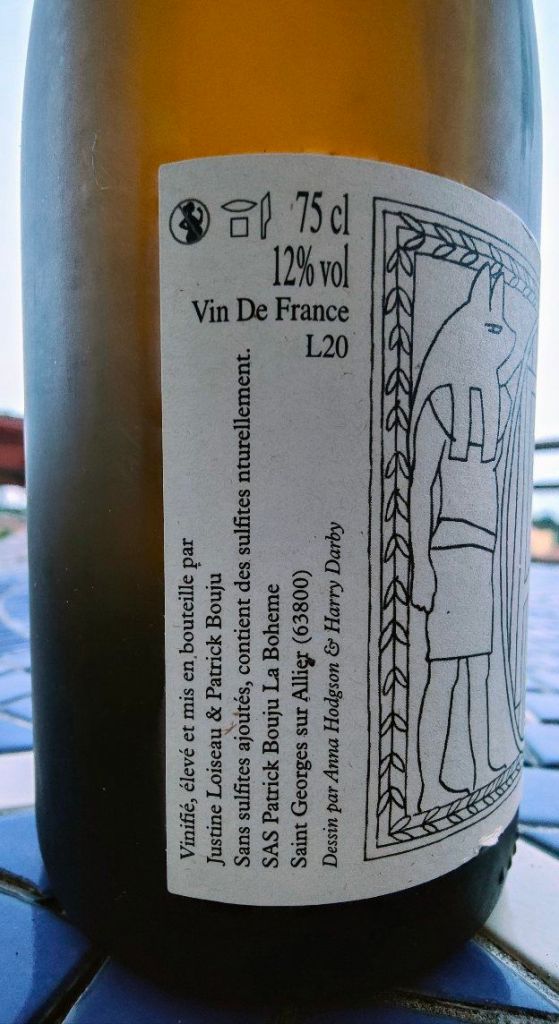 75 cl
12% vol
Vin De France
L20
Vinifié, élevé et mis en bouteille par
Justine Loiseau & Patrick Bouju
Sans sulfites ajoutés, contient des sulfites nturellement.
SAS Patrick Bouju La Boheme
Saint Georges sur Allier (63800)
Dessin par Anna Hodgson & Harry Darby